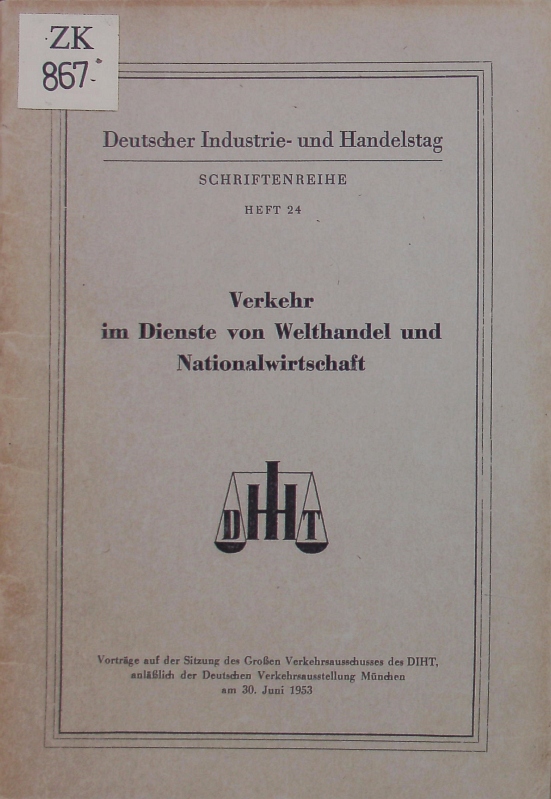 ZK
867-
Deutscher Industrie- und Handelstag
SCHRIFTENREIHE
HEFT 24
Verkehr
im Dienste von Welthandel und
Nationalwirtschaft
DIHT
Vorträge auf der Sitzung des Großen Verkehrsausschusses des DIHT,
anläßlich der Deutschen Verkehrsausstellung München
am 30. Juni 1953